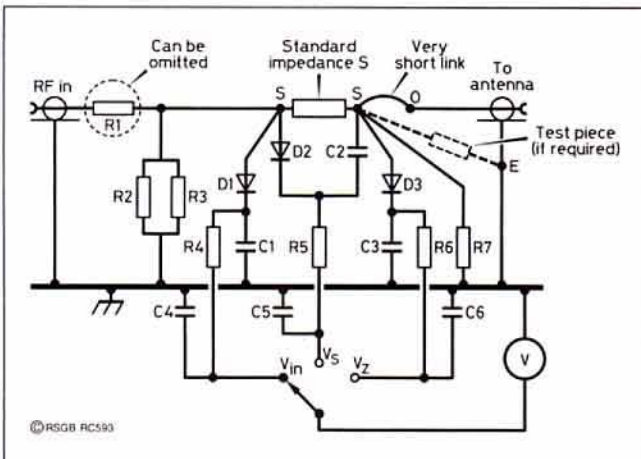 Can be
omitted
Standard
impedance S
Very
short link
To
antenna
RF in
R1
S
S
O
D2
C2
Test piece
(if required)
E
R2
R3
D1
D3
R4
C1
R5
C3
R6
R7
C4
C5
C6
Vin
VS
VZ
V
©RSGB RC593